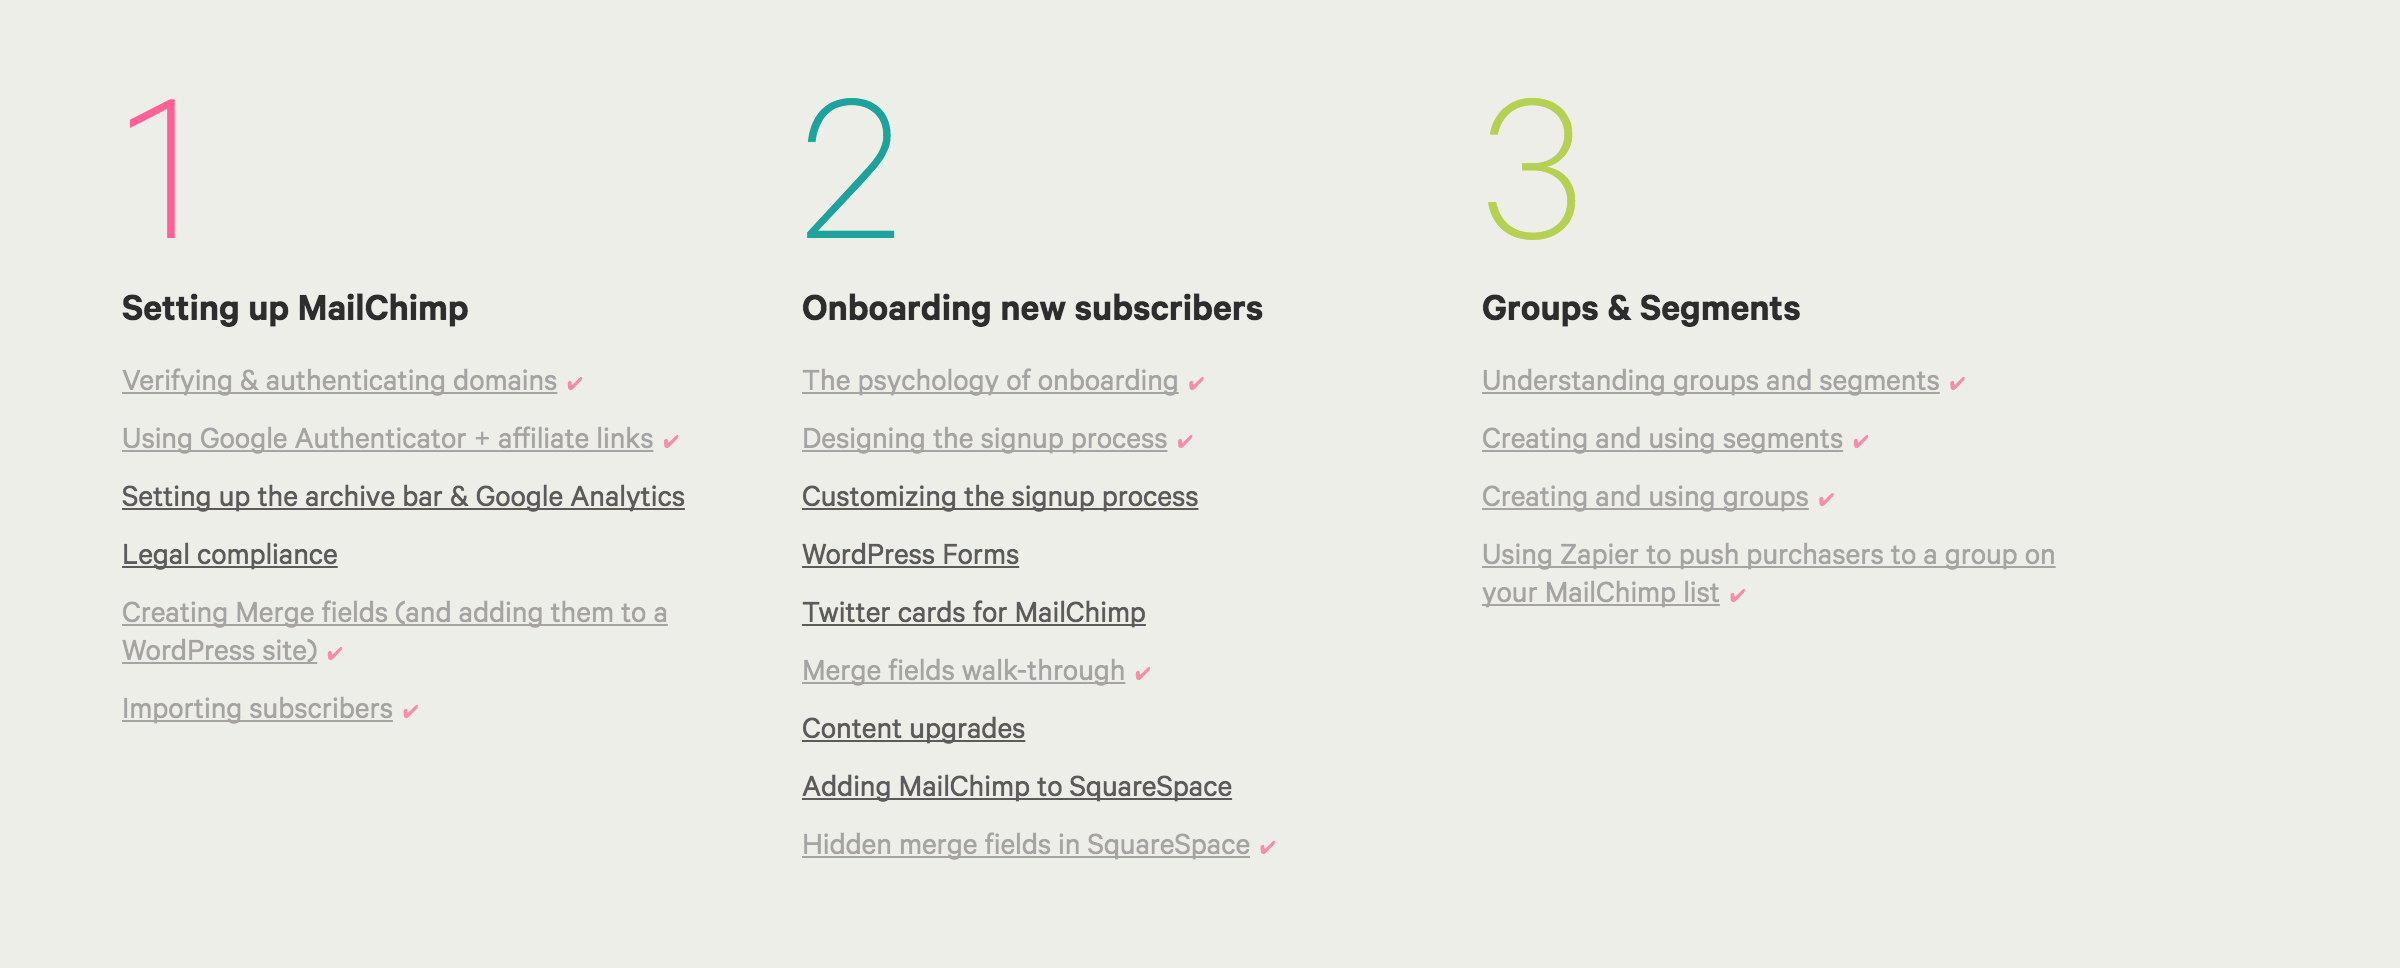 1
Setting up MailChimp
Verifying & authenticating domains ✔
Using Google Authenticator + affiliate links ✔
Setting up the archive bar & Google Analytics
Legal compliance
Creating Merge fields (and adding them to a
WordPress site) ✔
Importing subscribers ✔
2
Onboarding new subscribers
The psychology of onboarding ✔
Designing the signup process ✔
Customizing the signup process
WordPress Forms
Twitter cards for MailChimp
Merge fields walk-through ✔
Content upgrades
Adding MailChimp to SquareSpace
Hidden merge fields in SquareSpace ✔
3
Groups & Segments
Understanding groups and segments ✔
Creating and using segments ✔
Creating and using groups ✔
Using Zapier to push purchasers to a group on
your MailChimp list ✔